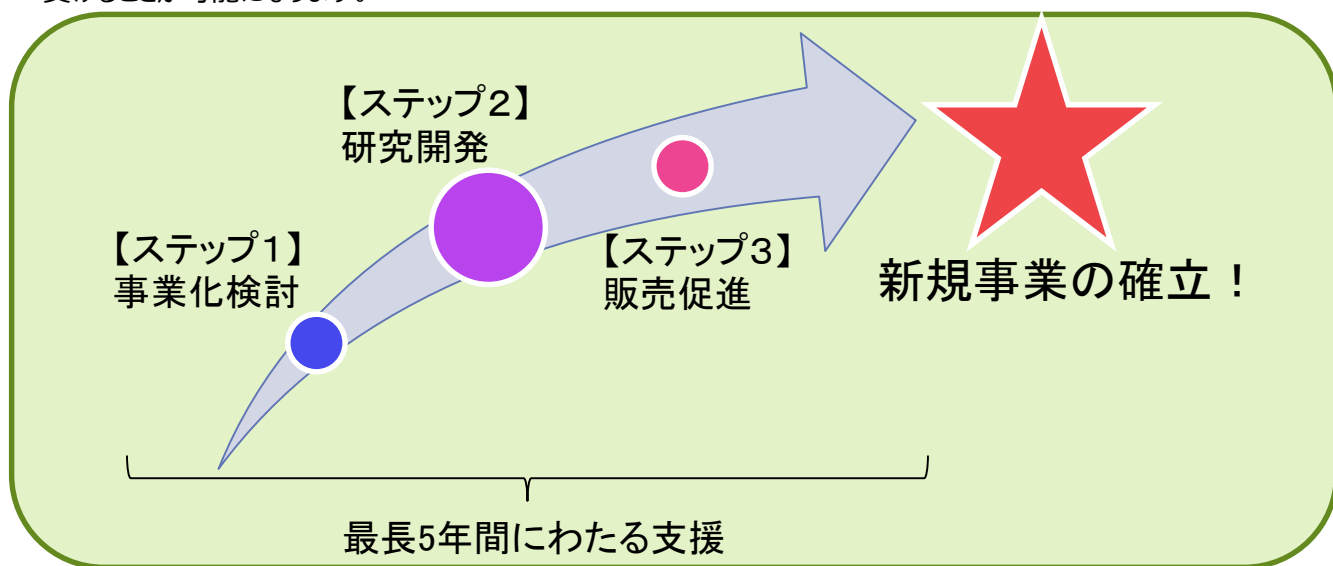 【ステップ２】
研究開発
【ステップ１】
事業化検討
【ステップ３】
販売促進
新規事業の確立！
最長5年間にわたる支援